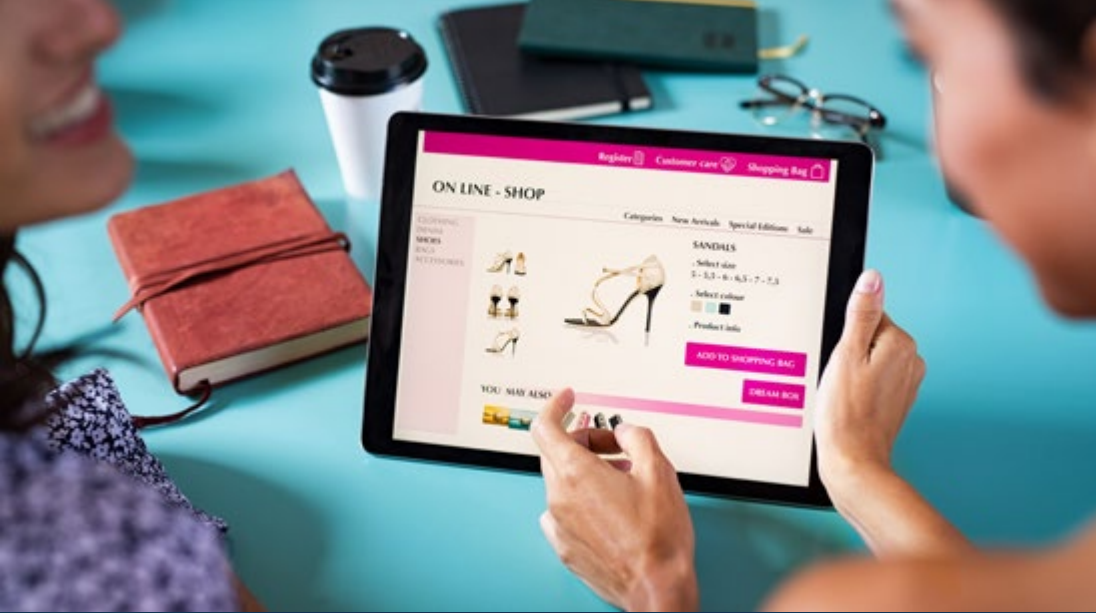 Register Customer care Shopping Bag
ON LINE - SHOP
Categories New Arrivals Special Editions Sale
CLOTHING
DENIM
SHOES
BAGS
ACCESSORIES
SANDALS
. Select size
5 - 5,5 - 6 - 6,5 - 7 - 7,5
. Select colour
. Product info
ADD TO SHOPPING BAG
DREAM BOX
YOU MAY ALSO